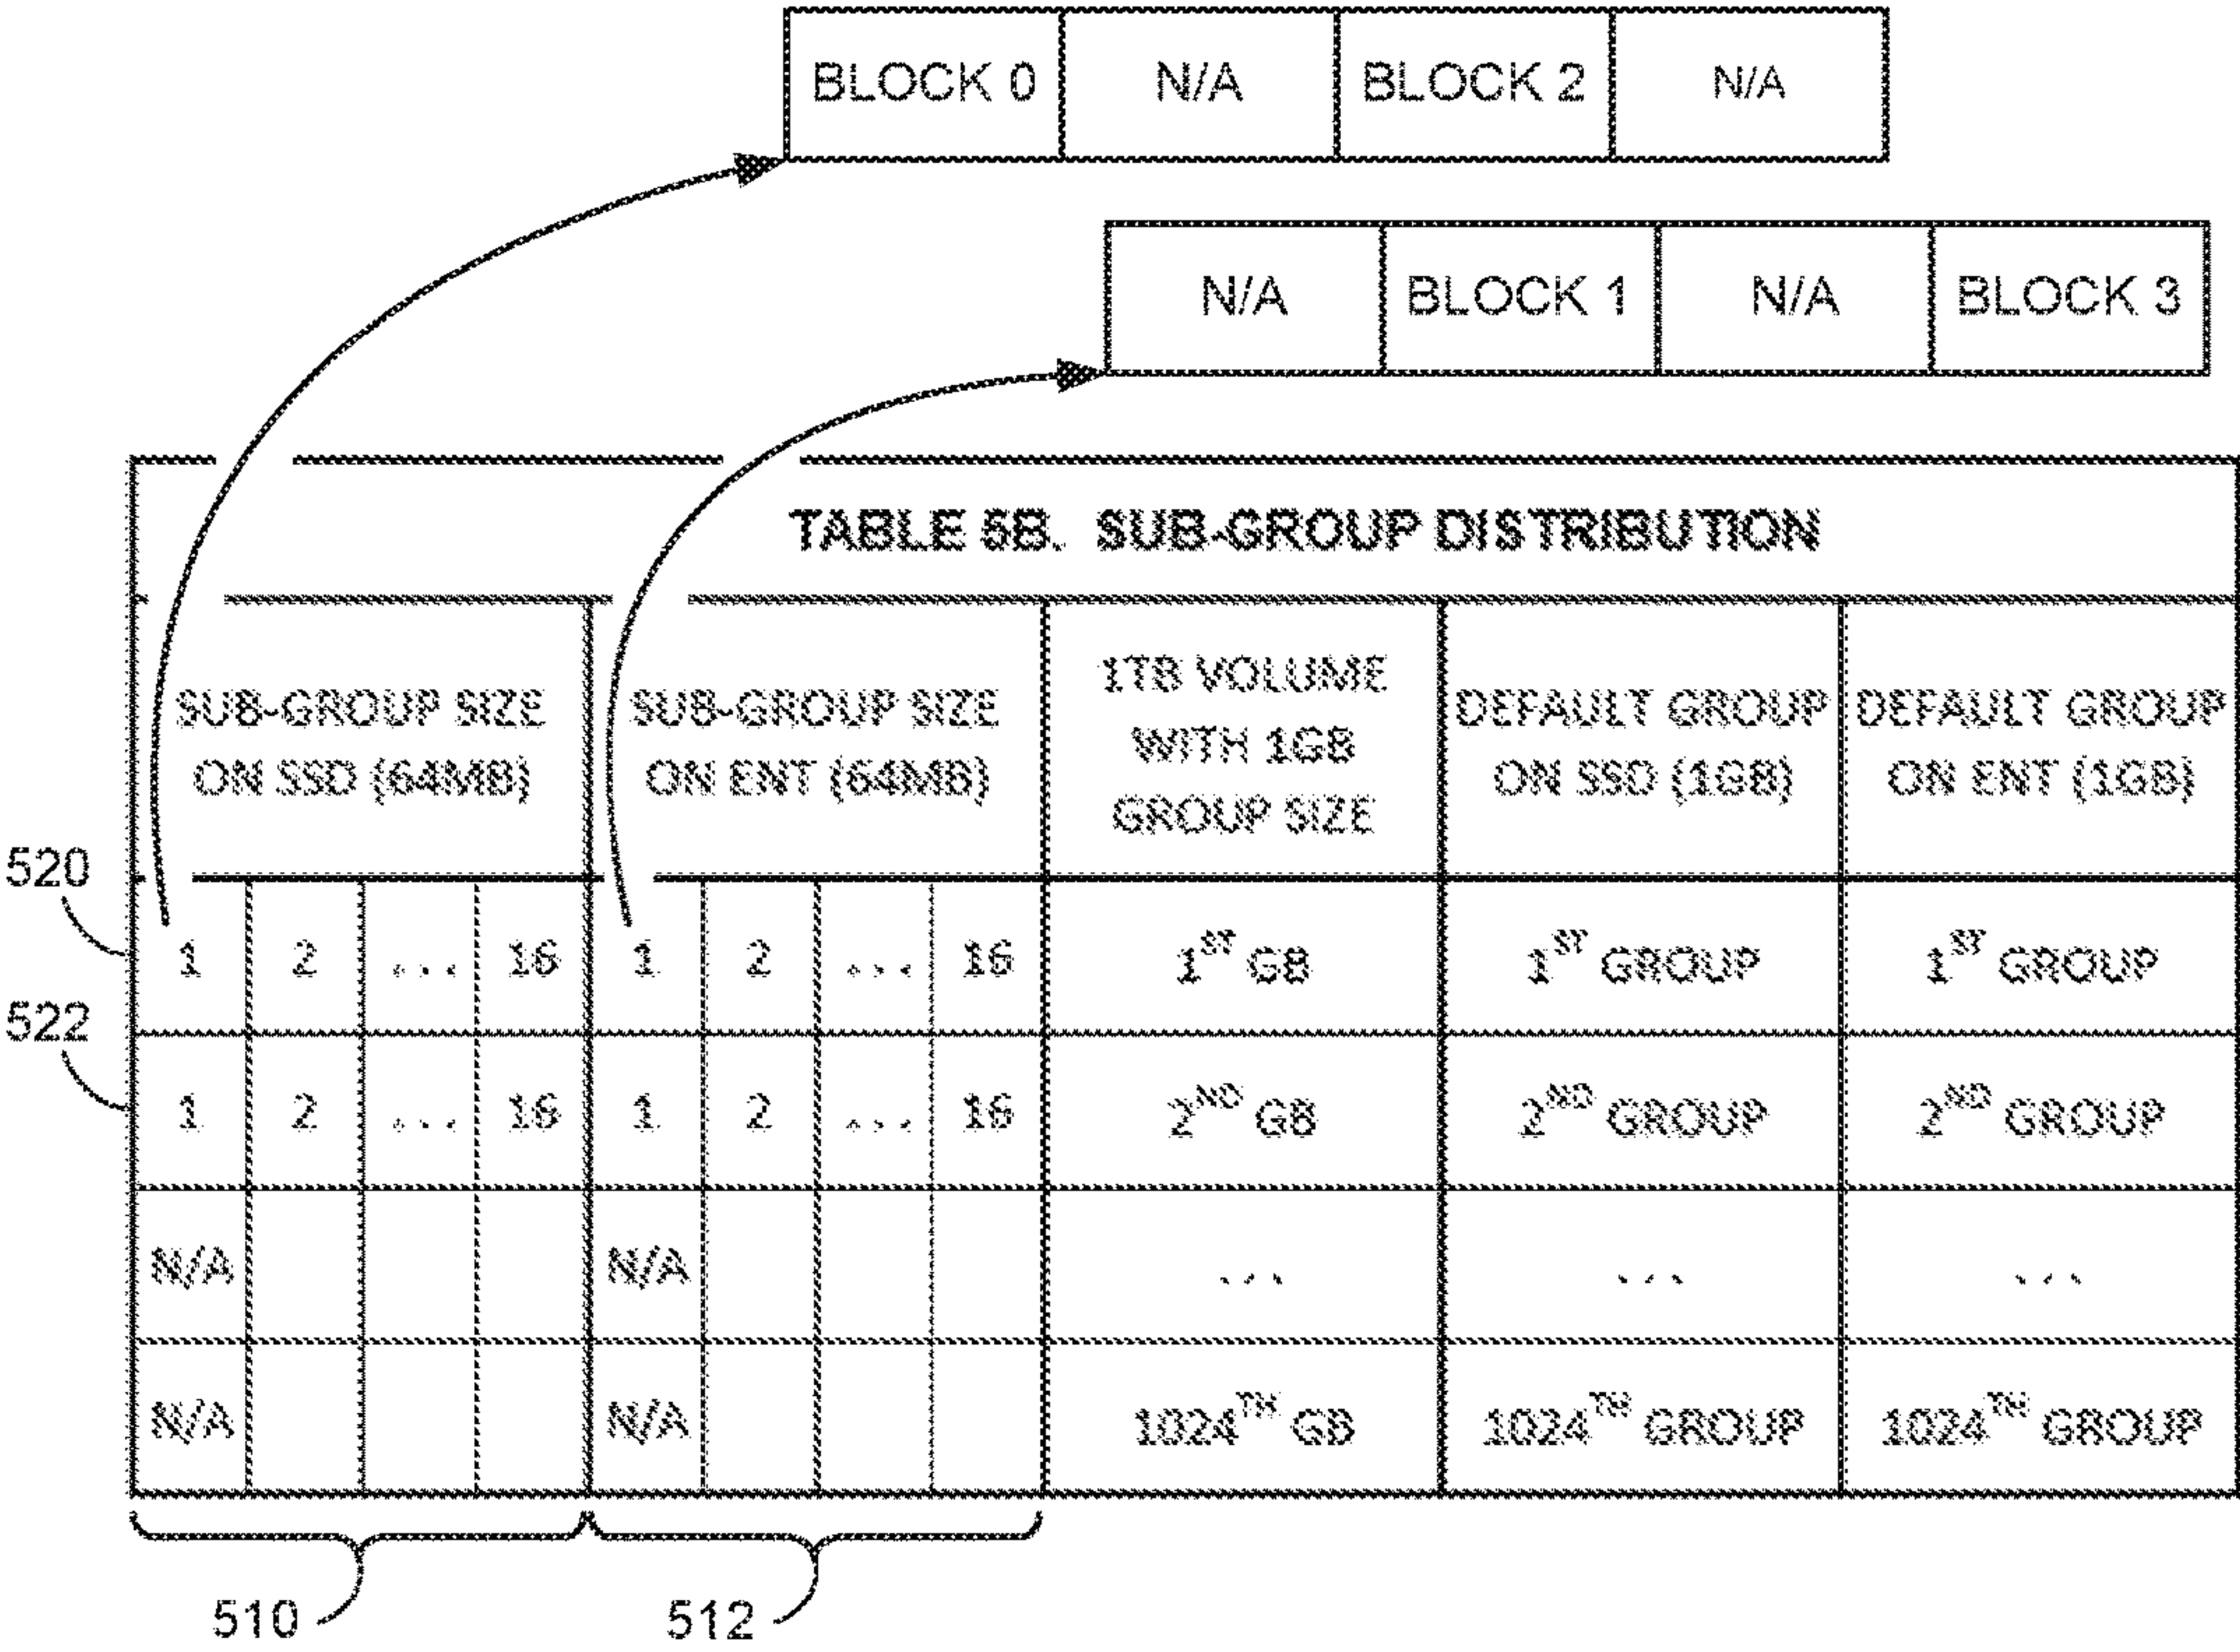 BLOCK 0 N/A BLOCK 2 N/A
N/A BLOCK 1 N/A BLOCK 3
TABLE 5B. SUB-GROUP DISTRIBUTION
SUB-GROUP SIZE ON SSD (64MB)
SUB-GROUP SIZE ON ENT (64MB)
1TB VOLUME WITH 1GB GROUP SIZE
DEFAULT GROUP ON SSD (1GB)
DEFAULT GROUP ON ENT (1GB)
520
1 2 ... 16 1 2 ... 16 1ST GB 1ST GROUP 1ST GROUP
522
1 2 ... 16 1 2 ... 16 2ND GB 2ND GROUP 2ND GROUP
N/A N/A ... ... ...
N/A N/A 1024TH GB 1024TH GROUP 1024TH GROUP
510 512